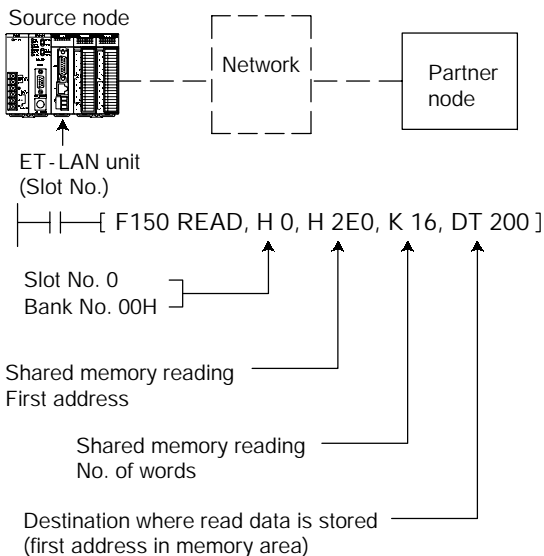 Source node
Network
Partner
node
ET-LAN unit
(Slot No.)
[ F150 READ, H 0, H 2E0, K 16, DT 200 ]
Slot No. 0
Bank No. 00H
Shared memory reading
First address
Shared memory reading
No. of words
Destination where read data is stored
(first address in memory area)